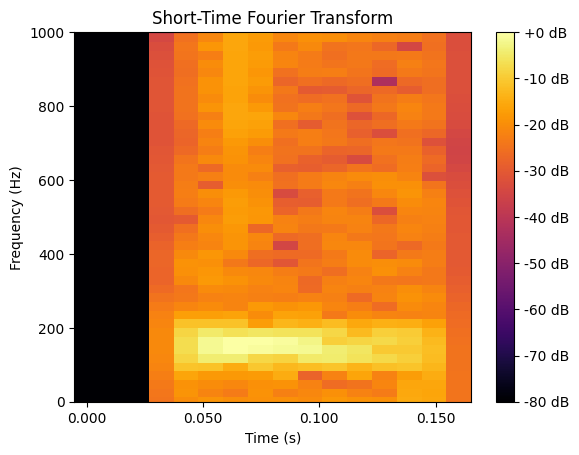 Short-Time Fourier Transform
1000
800
600
400
200
0
Frequency (Hz)
0.000
0.050
0.100
0.150
Time (s)
+0 dB
-10 dB
-20 dB
-30 dB
-40 dB
-50 dB
-60 dB
-70 dB
-80 dB